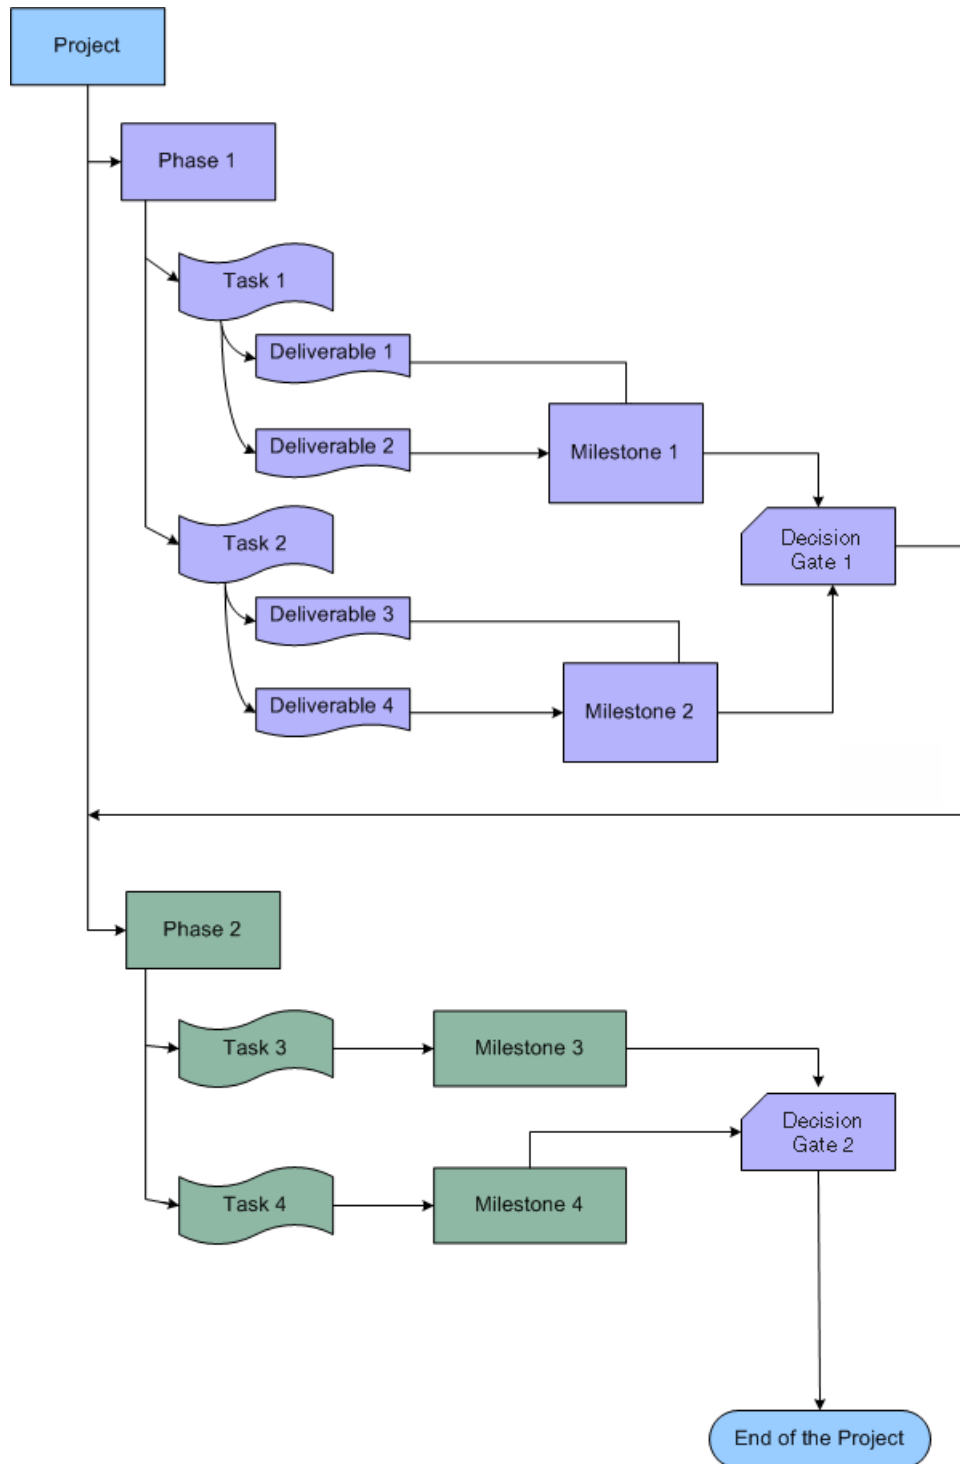 Project
Phase 1
Task 1
Deliverable 1
Deliverable 2
Milestone 1
Task 2
Decision
Gate 1
Deliverable 3
Deliverable 4
Milestone 2
Phase 2
Task 3
Milestone 3
Decision
Gate 2
Task 4
Milestone 4
End of the Project